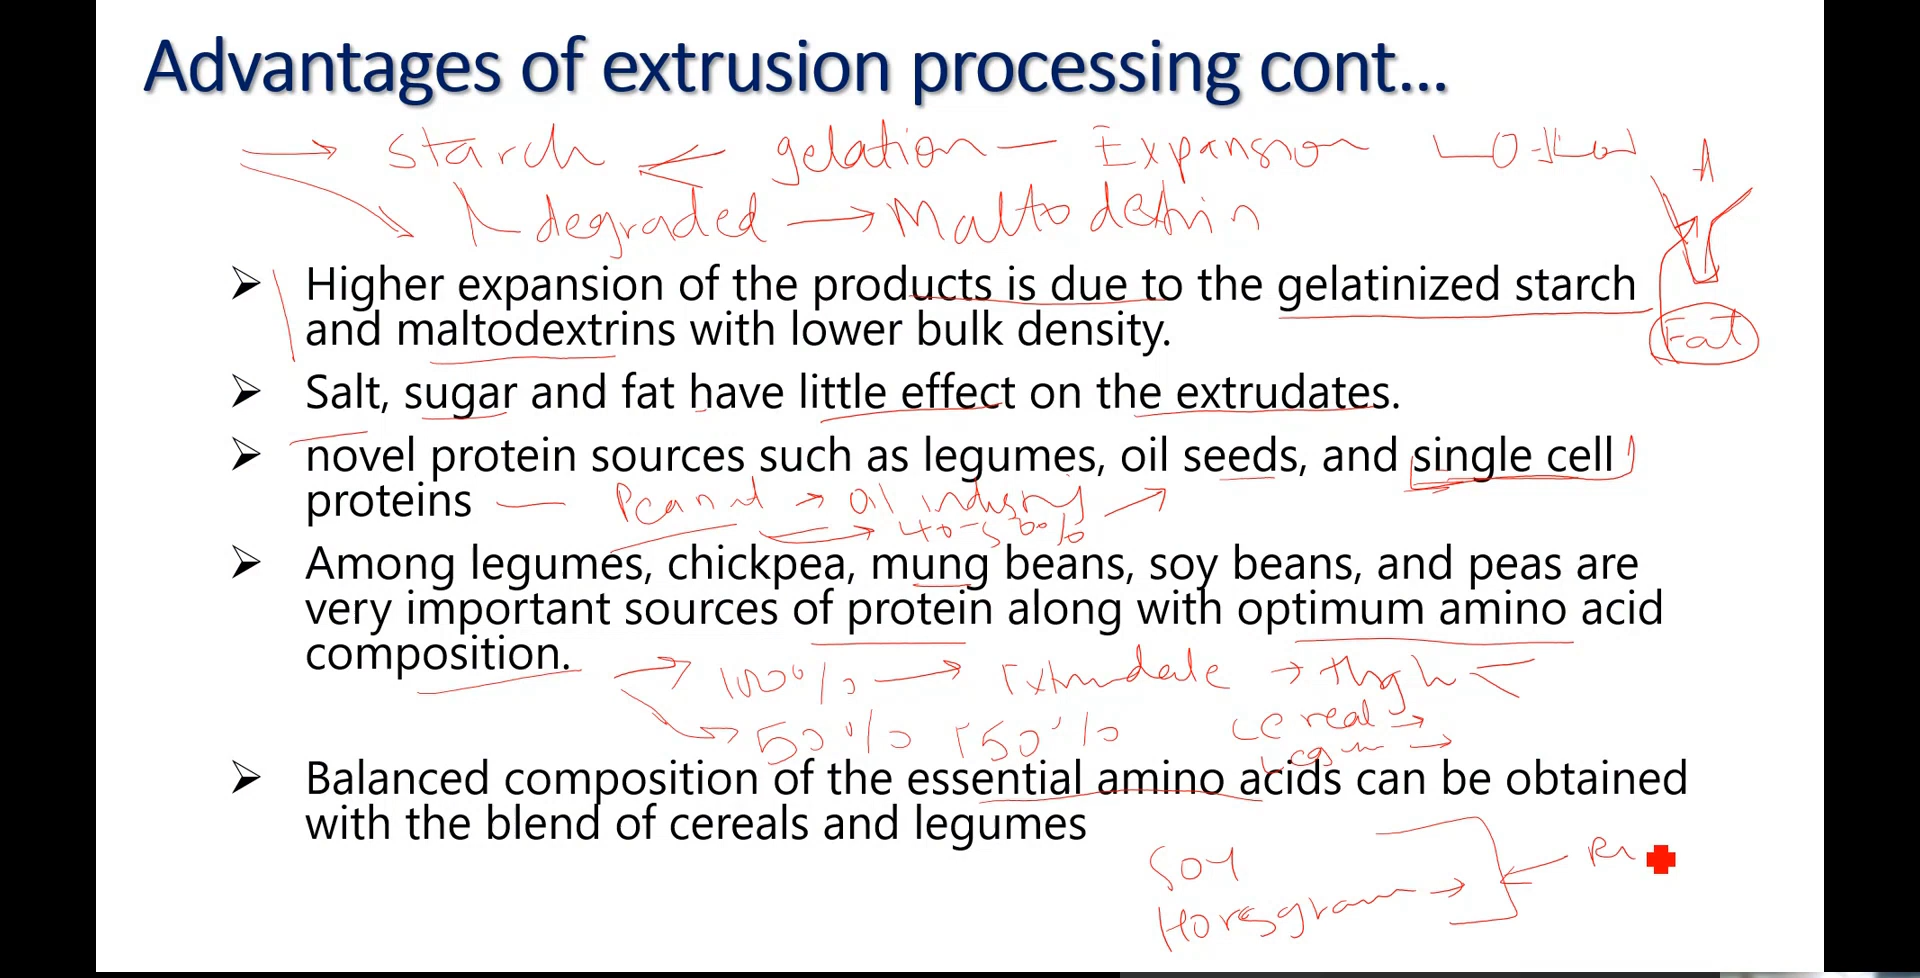 Advantages of extrusion processing cont...
→ starch < gelation — Expansion
degraded → Maltodextrin
A
➢ Higher expansion of the products is due to the gelatinized starch
and maltodextrins with lower bulk density.
Fat
➢ Salt, sugar and fat have little effect on the extrudates.
➢ novel protein sources such as legumes, oil seeds, and single cell
proteins — Peanut → oil industry
→ 40-50%
➢ Among legumes, chickpea, mung beans, soy beans, and peas are
very important sources of protein along with optimum amino acid
composition.
→ 100% → Extrudate →
→ 50% 50% Cereal →
Legum →
➢ Balanced composition of the essential amino acids can be obtained
with the blend of cereals and legumes
Soy
Horsegram →